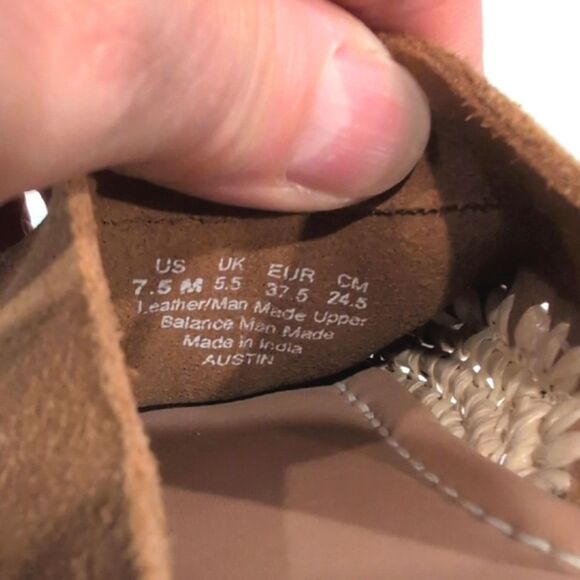 US UK EUR CM
7.5 M 5.5 37.5 24.5
Leather/Man Made Upper
Balance Man Made
Made in India
AUSTIN